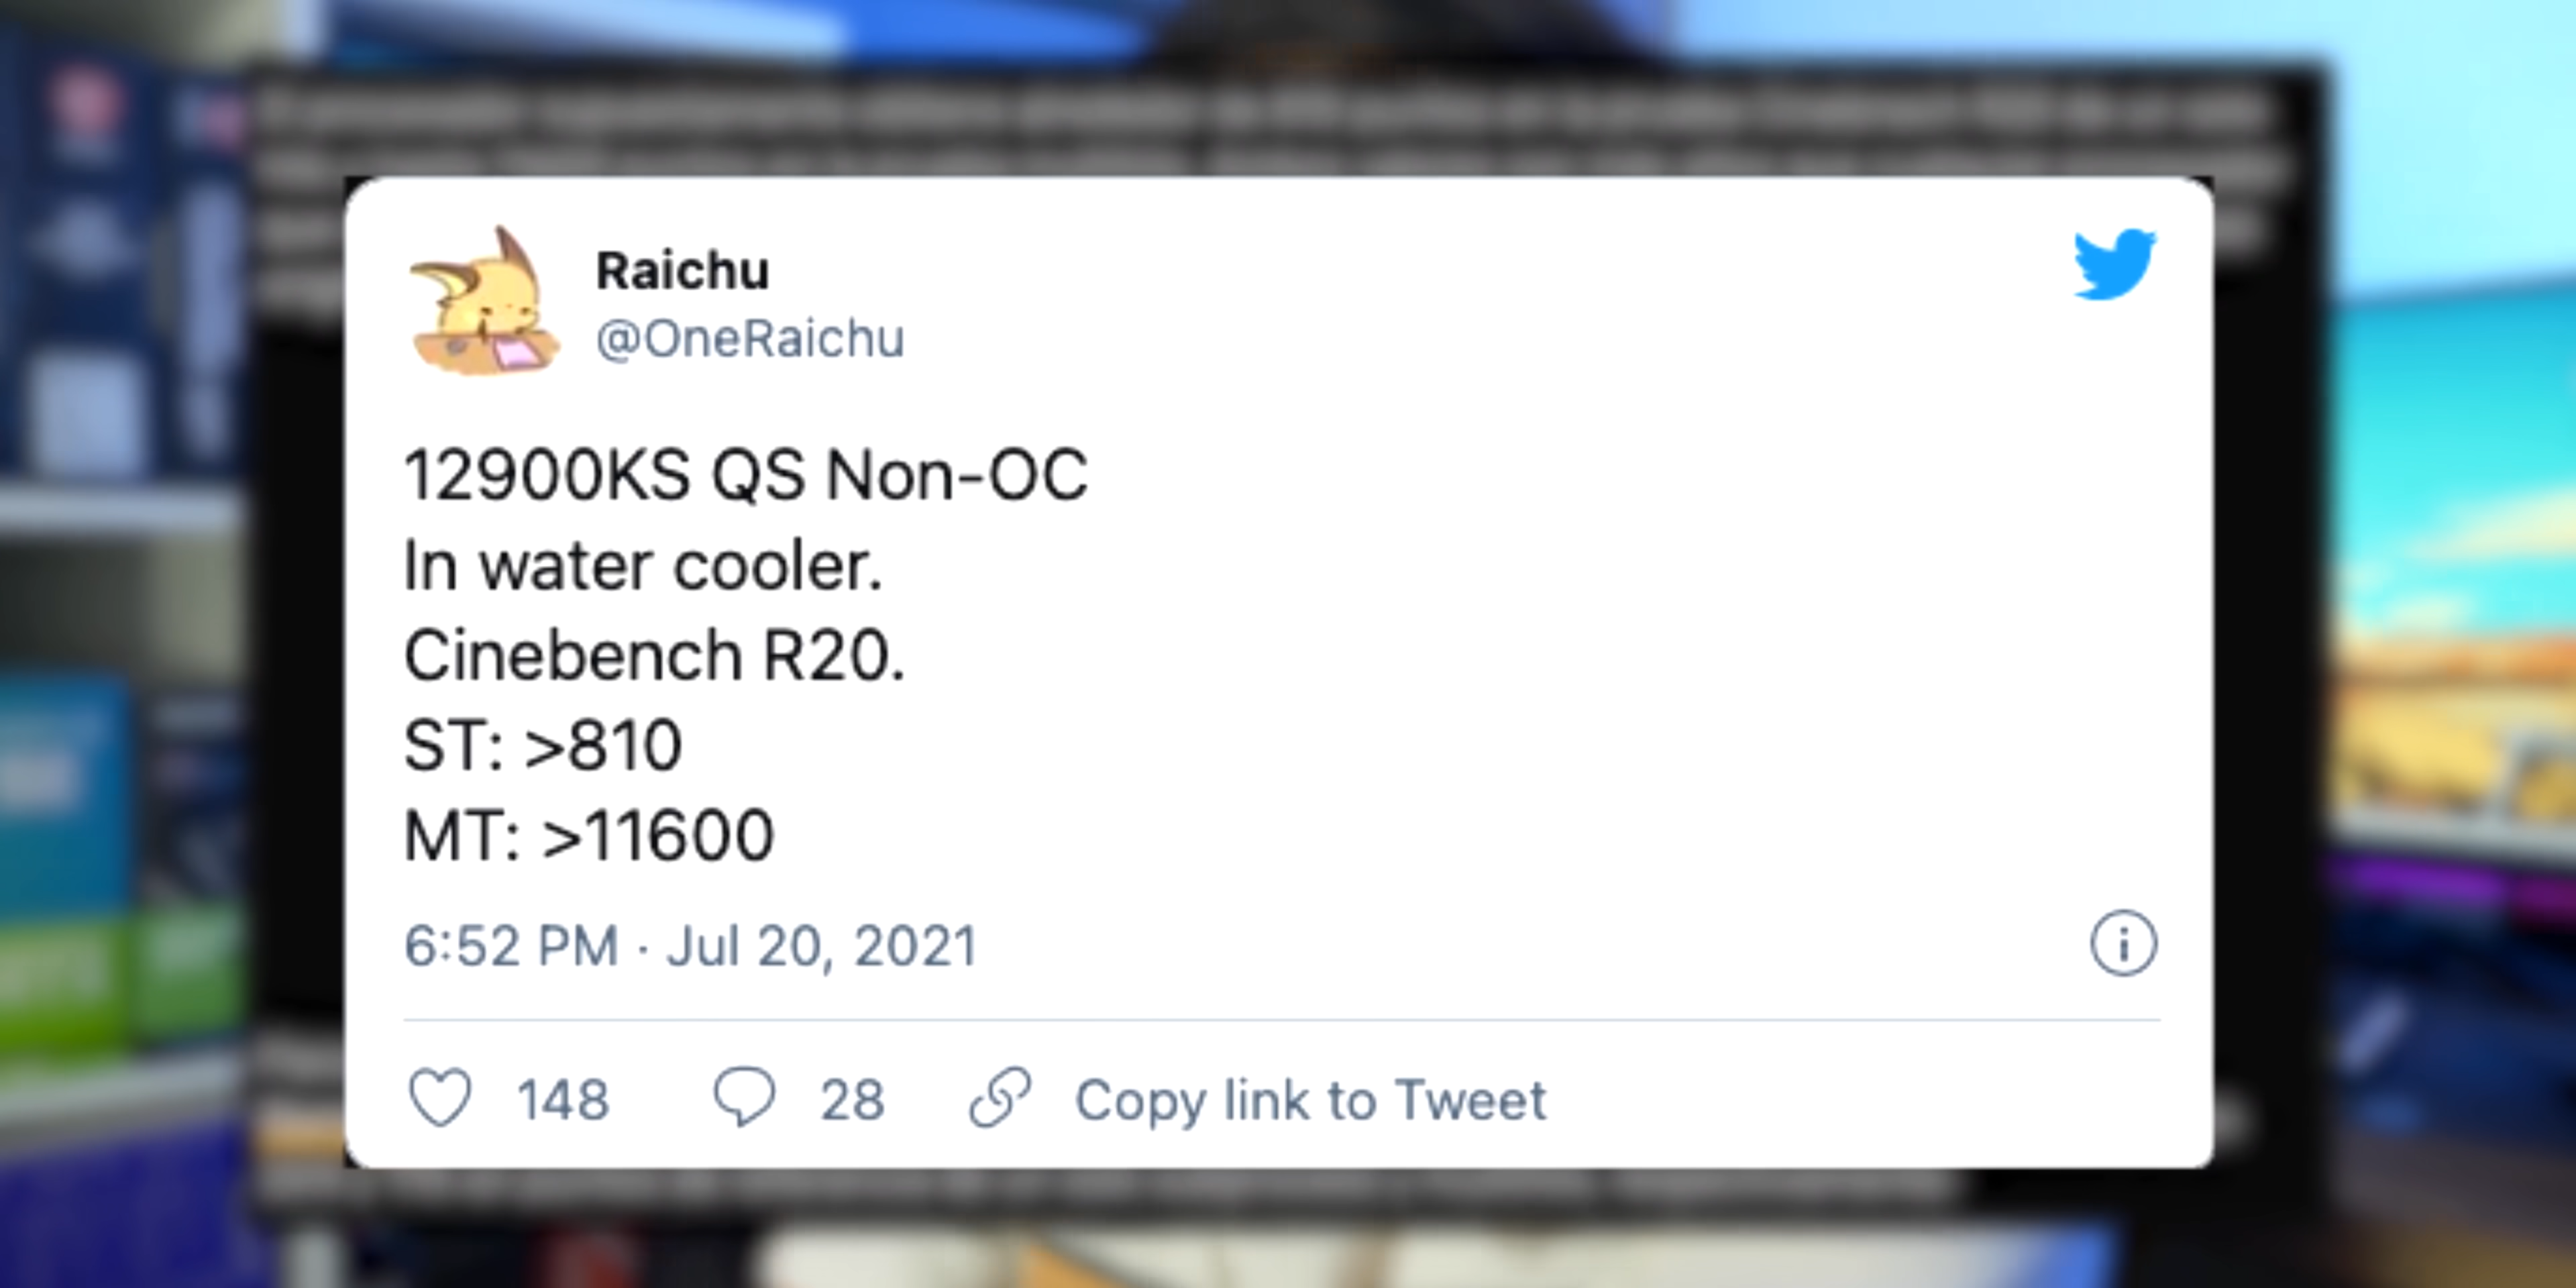 Raichu
@OneRaichu
12900KS QS Non-OC
In water cooler.
Cinebench R20.
ST: >810
MT: >11600
6:52 PM · Jul 20, 2021
148 28 Copy link to Tweet